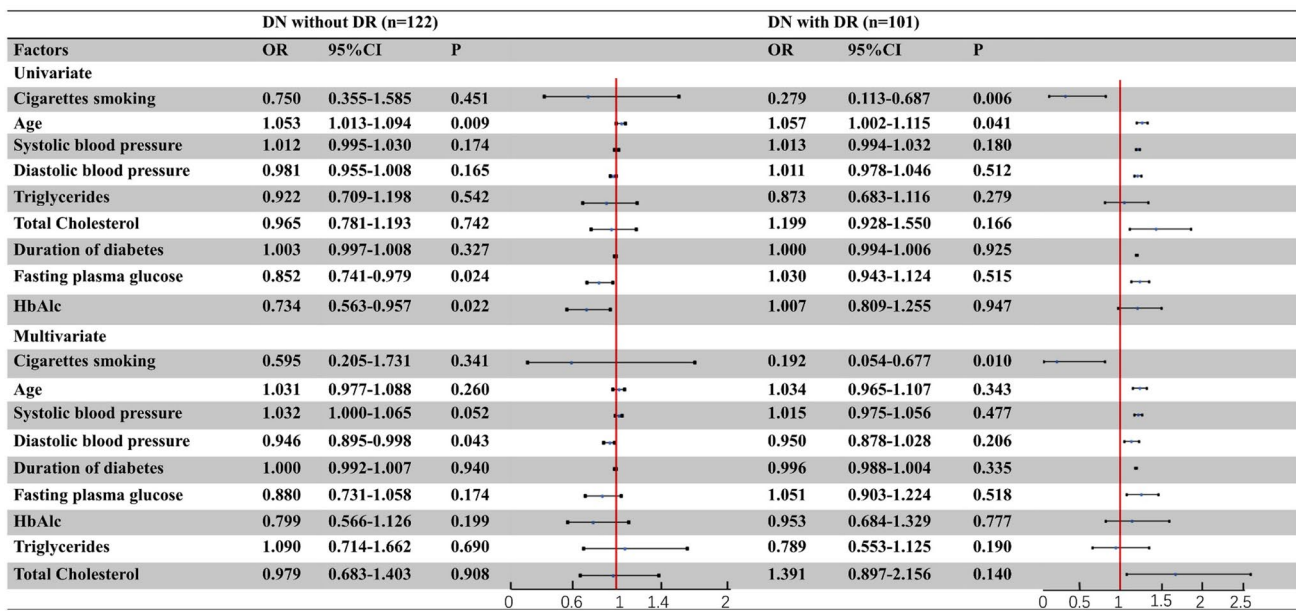 DN without DR (n=122) DN with DR (n=101)
Factors OR 95%CI P OR 95%CI P
Univariate
Cigarettes smoking 0.750 0.355-1.585 0.451 0.279 0.113-0.687 0.006
Age 1.053 1.013-1.094 0.009 1.057 1.002-1.115 0.041
Systolic blood pressure 1.012 0.995-1.030 0.174 1.013 0.994-1.032 0.180
Diastolic blood pressure 0.981 0.955-1.008 0.165 1.011 0.978-1.046 0.512
Triglycerides 0.922 0.709-1.198 0.542 0.873 0.683-1.116 0.279
Total Cholesterol 0.965 0.781-1.193 0.742 1.199 0.928-1.550 0.166
Duration of diabetes 1.003 0.997-1.008 0.327 1.000 0.994-1.006 0.925
Fasting plasma glucose 0.852 0.741-0.979 0.024 1.030 0.943-1.124 0.515
HbAlc 0.734 0.563-0.957 0.022 1.007 0.809-1.255 0.947
Multivariate
Cigarettes smoking 0.595 0.205-1.731 0.341 0.192 0.054-0.677 0.010
Age 1.031 0.977-1.088 0.260 1.034 0.965-1.107 0.343
Systolic blood pressure 1.032 1.000-1.065 0.052 1.015 0.975-1.056 0.477
Diastolic blood pressure 0.946 0.895-0.998 0.043 0.950 0.878-1.028 0.206
Duration of diabetes 1.000 0.992-1.007 0.940 0.996 0.988-1.004 0.335
Fasting plasma glucose 0.880 0.731-1.058 0.174 1.051 0.903-1.224 0.518
HbAlc 0.799 0.566-1.126 0.199 0.953 0.684-1.329 0.777
Triglycerides 1.090 0.714-1.662 0.690 0.789 0.553-1.125 0.190
Total Cholesterol 0.979 0.683-1.403 0.908 1.391 0.897-2.156 0.140
0 0.6 1 1.4 2 0 0.5 1 1.5 2 2.5